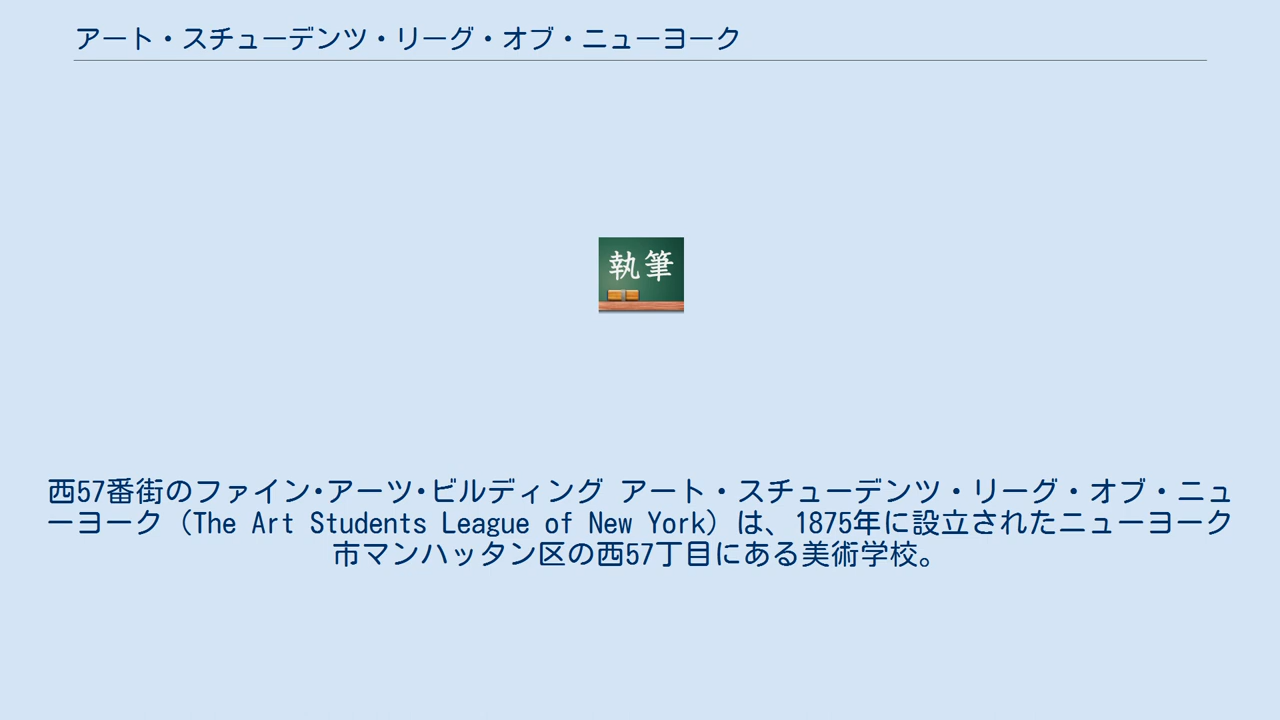 アート・スチューデンツ・リーグ・オブ・ニューヨーク
執筆
西57番街のファイン･アーツ･ビルディング アート・スチューデンツ・リーグ・オブ・ニュ
ーヨーク（The Art Students League of New York）は、1875年に設立されたニューヨーク
市マンハッタン区の西57丁目にある美術学校。